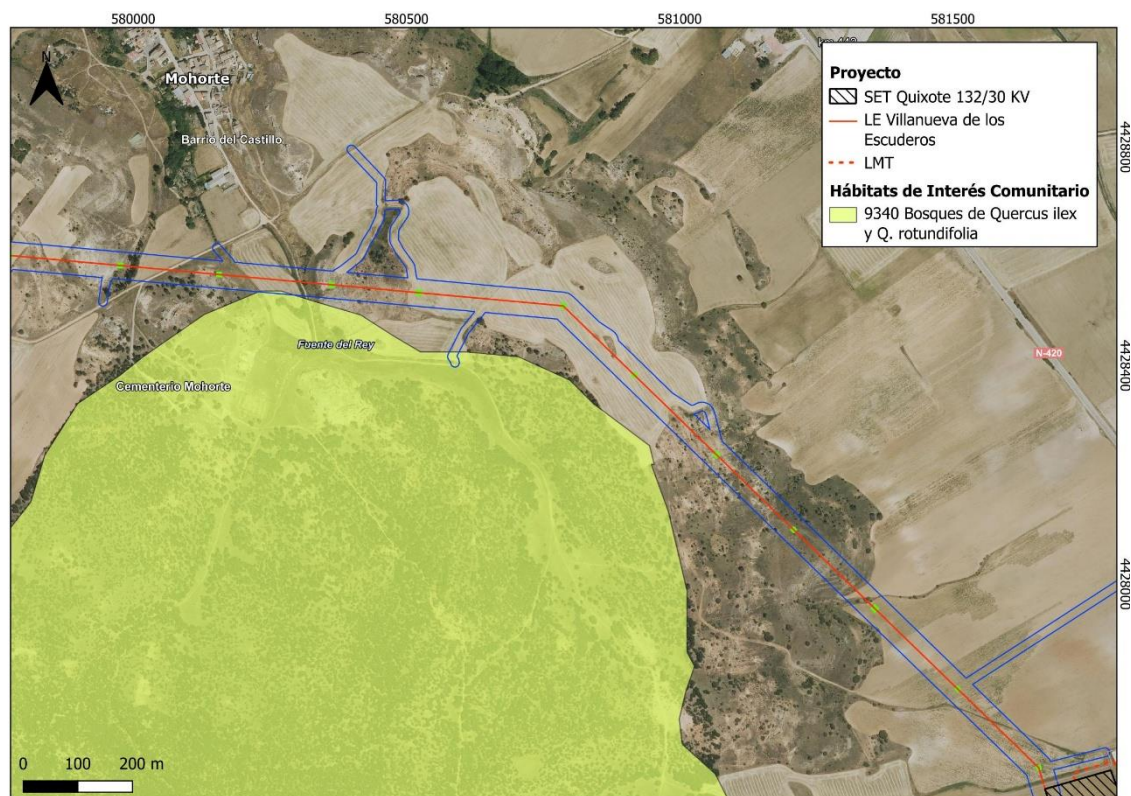 580000
580500
581000
581500
N
Mohorte
Barrio del Castillo
Proyecto
SET Quixote 132/30 KV
LE Villanueva de los
Escuderos
LMT
Hábitats de Interés Comunitario
9340 Bosques de Quercus ilex
y Q. rotundifolia
4428800
Fuente del Rey
N-420
4428400
Cementerio Mohorte
4428000
0 100 200 m